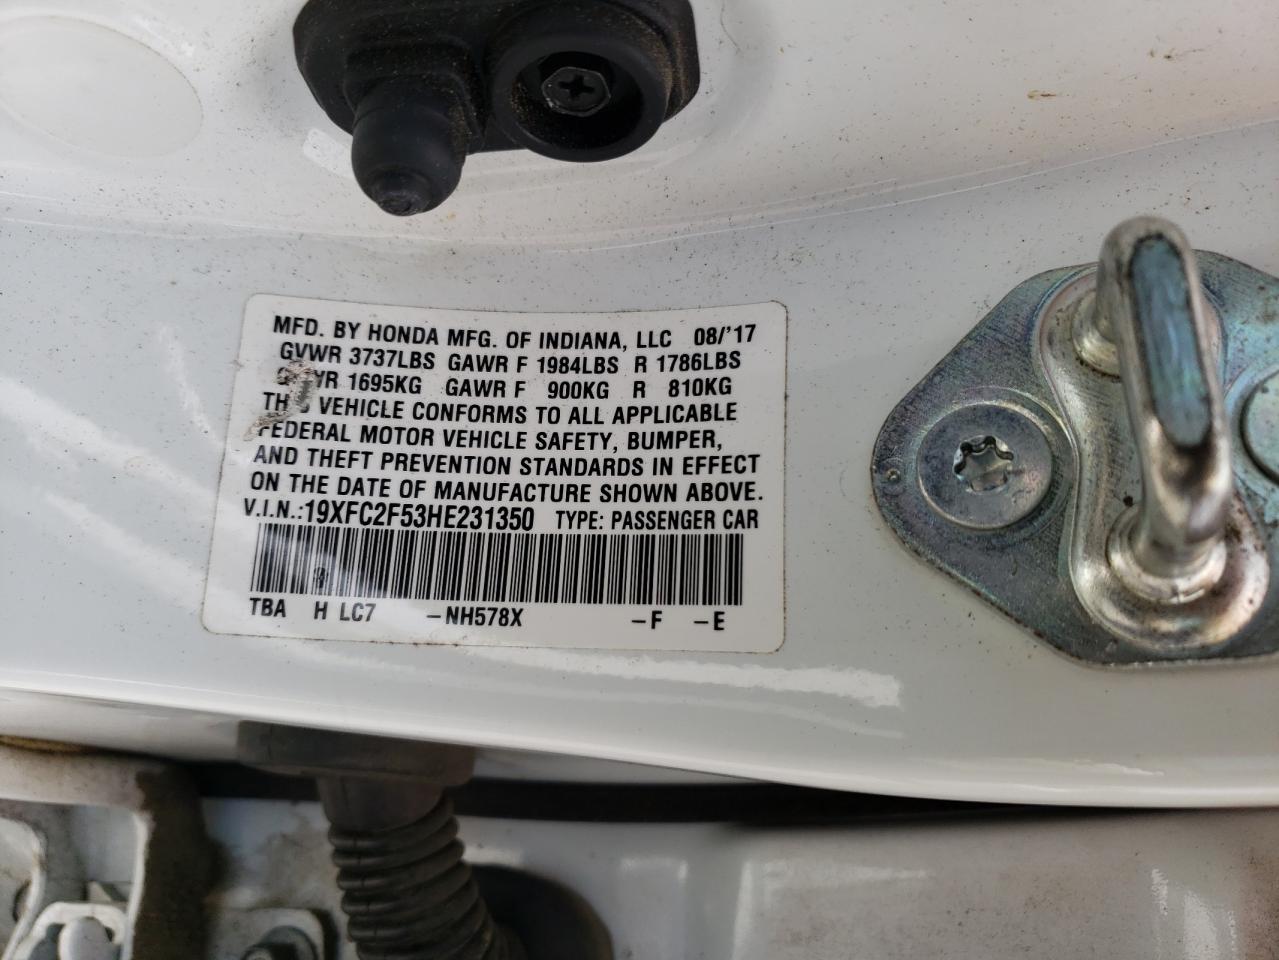 MFD. BY HONDA MFG. OF INDIANA, LLC 08/'17
GVWR 3737LBS GAWR F 1984LBS R 1786LBS
1695KG GAWR F 900KG R 810KG
VEHICLE CONFORMS TO ALL APPLICABLE
FEDERAL MOTOR VEHICLE SAFETY, BUMPER,
AND THEFT PREVENTION STANDARDS IN EFFECT
ON THE DATE OF MANUFACTURE SHOWN ABOVE.
V.I.N.:19XFC2F53HE231350 TYPE: PASSENGER CAR
TBA H LC7 -NH578X -F -E